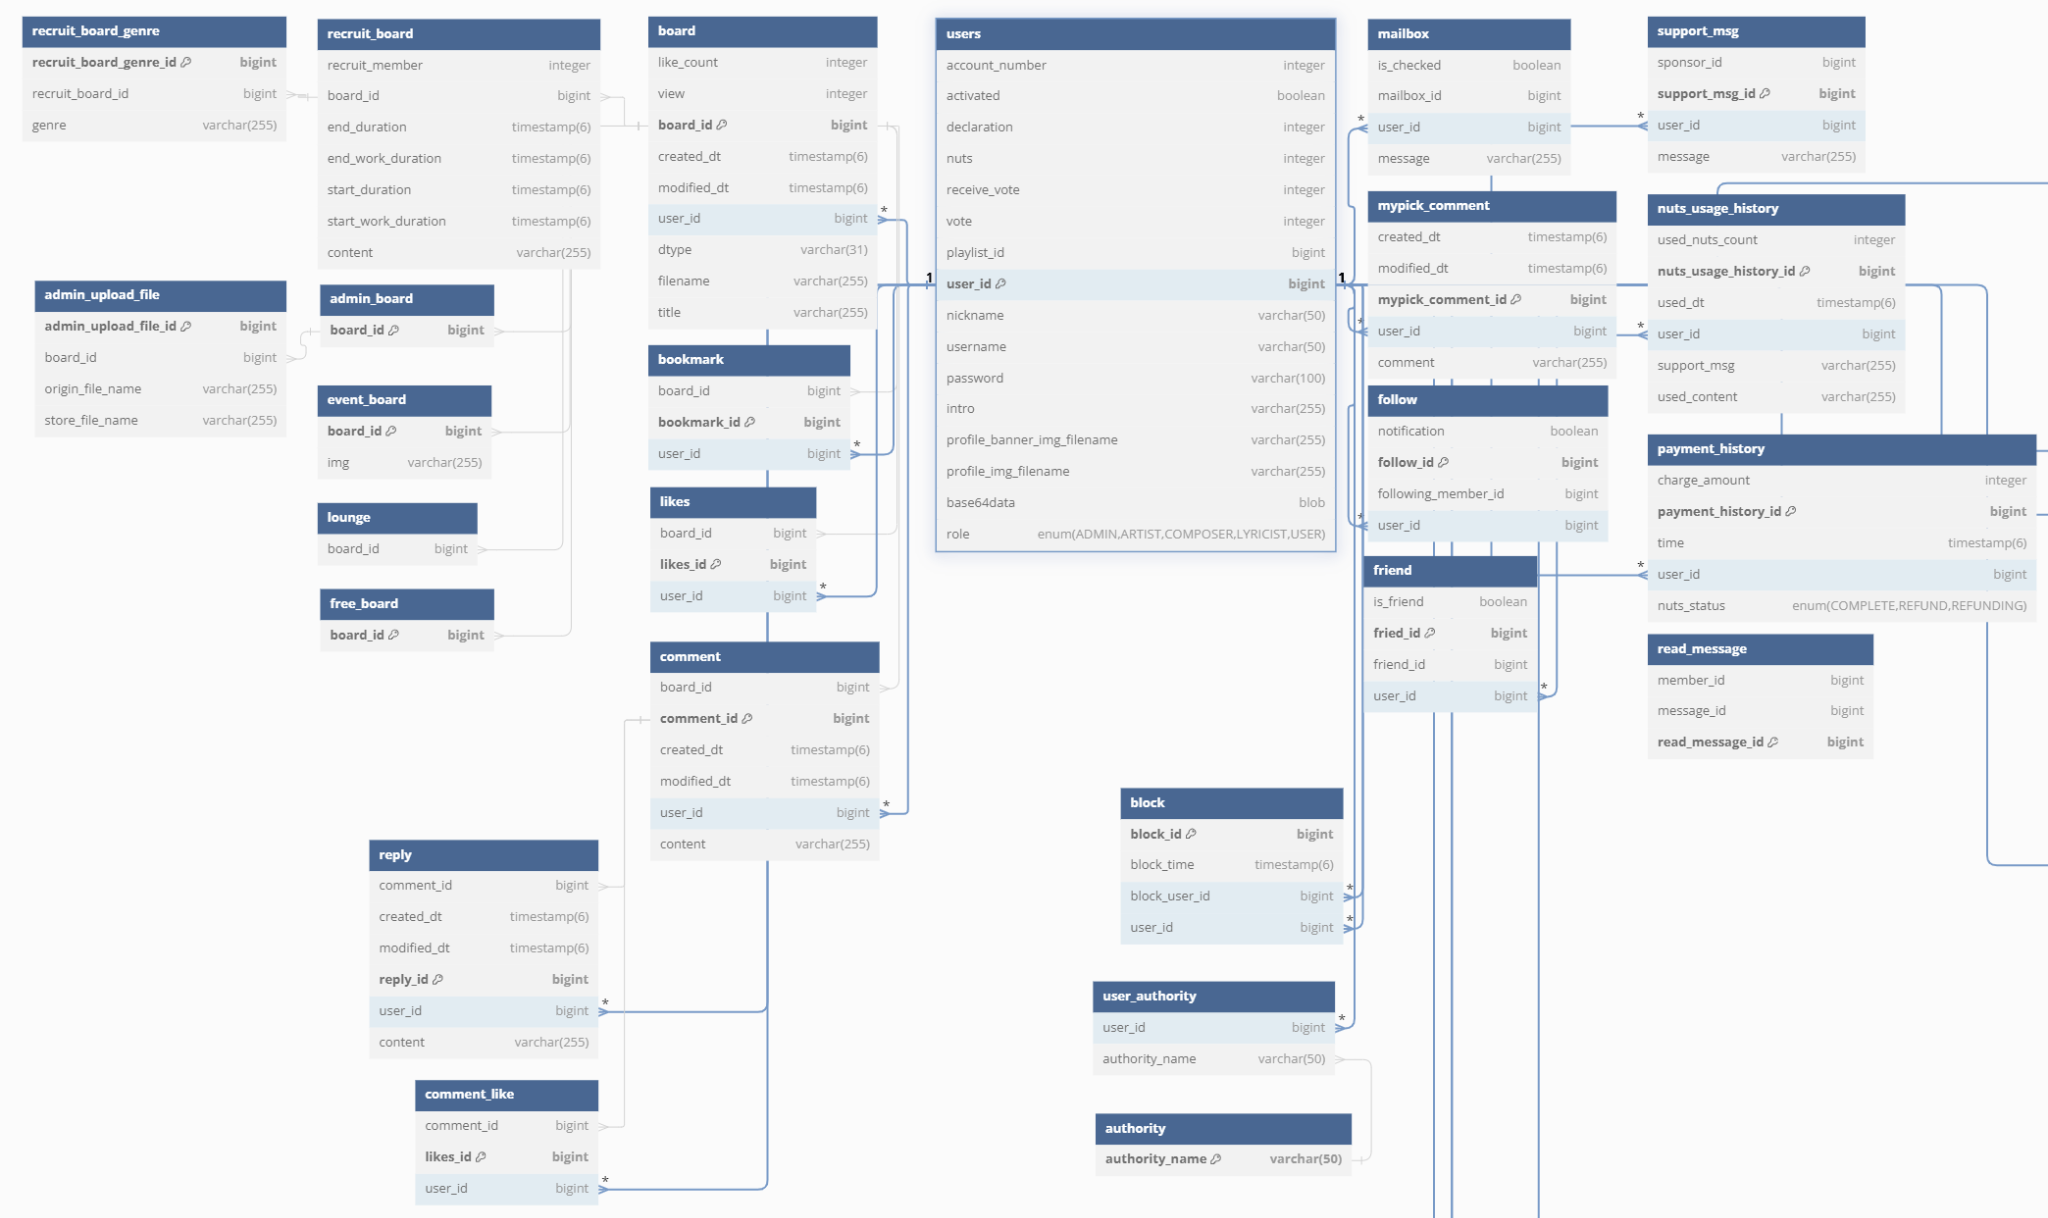 recruit_board_genre
recruit_board_genre_id bigint
recruit_board_id bigint
genre varchar(255)
recruit_board
recruit_member integer
board_id bigint
end_duration timestamp(6)
end_work_duration timestamp(6)
start_duration timestamp(6)
start_work_duration timestamp(6)
content varchar(255)
admin_upload_file
admin_upload_file_id bigint
board_id bigint
origin_file_name varchar(255)
store_file_name varchar(255)
admin_board
board_id bigint
event_board
board_id bigint
img varchar(255)
lounge
board_id bigint
free_board
board_id bigint
board
like_count integer
view integer
board_id bigint
created_dt timestamp(6)
modified_dt timestamp(6)
user_id bigint *
dtype varchar(31)
filename varchar(255)
title varchar(255)
bookmark
board_id bigint
bookmark_id bigint
user_id bigint *
likes
board_id bigint
likes_id bigint
user_id bigint *
comment
board_id bigint
comment_id bigint
created_dt timestamp(6)
modified_dt timestamp(6)
user_id bigint *
content varchar(255)
reply
comment_id bigint
created_dt timestamp(6)
modified_dt timestamp(6)
reply_id bigint
user_id bigint *
content varchar(255)
comment_like
comment_id bigint
likes_id bigint
user_id bigint *
users
account_number integer
activated boolean
declaration integer
nuts integer
receive_vote integer
vote integer
playlist_id bigint
1 user_id bigint 1
nickname varchar(50)
username varchar(50)
password varchar(100)
intro varchar(255)
profile_banner_img_filename varchar(255)
profile_img_filename varchar(255)
base64data blob
role enum(ADMIN,ARTIST,COMPOSER,LYRICIST,USER)
block
block_id bigint
block_time timestamp(6)
block_user_id bigint *
user_id bigint *
user_authority
user_id bigint *
authority_name varchar(50)
authority
authority_name varchar(50)
mailbox
is_checked boolean
mailbox_id bigint
* user_id bigint
message varchar(255)
mypick_comment
created_dt timestamp(6)
modified_dt timestamp(6)
mypick_comment_id bigint
* user_id bigint
comment varchar(255)
follow
notification boolean
follow_id bigint
following_member_id bigint
* user_id bigint
friend
is_friend boolean
fried_id bigint
friend_id bigint
user_id bigint *
support_msg
sponsor_id bigint
support_msg_id bigint
* user_id bigint
message varchar(255)
nuts_usage_history
used_nuts_count integer
nuts_usage_history_id bigint
used_dt timestamp(6)
* user_id bigint
support_msg varchar(255)
used_content varchar(255)
payment_history
charge_amount integer
payment_history_id bigint
time timestamp(6)
* user_id bigint
nuts_status enum(COMPLETE,REFUND,REFUNDING)
read_message
member_id bigint
message_id bigint
read_message_id bigint